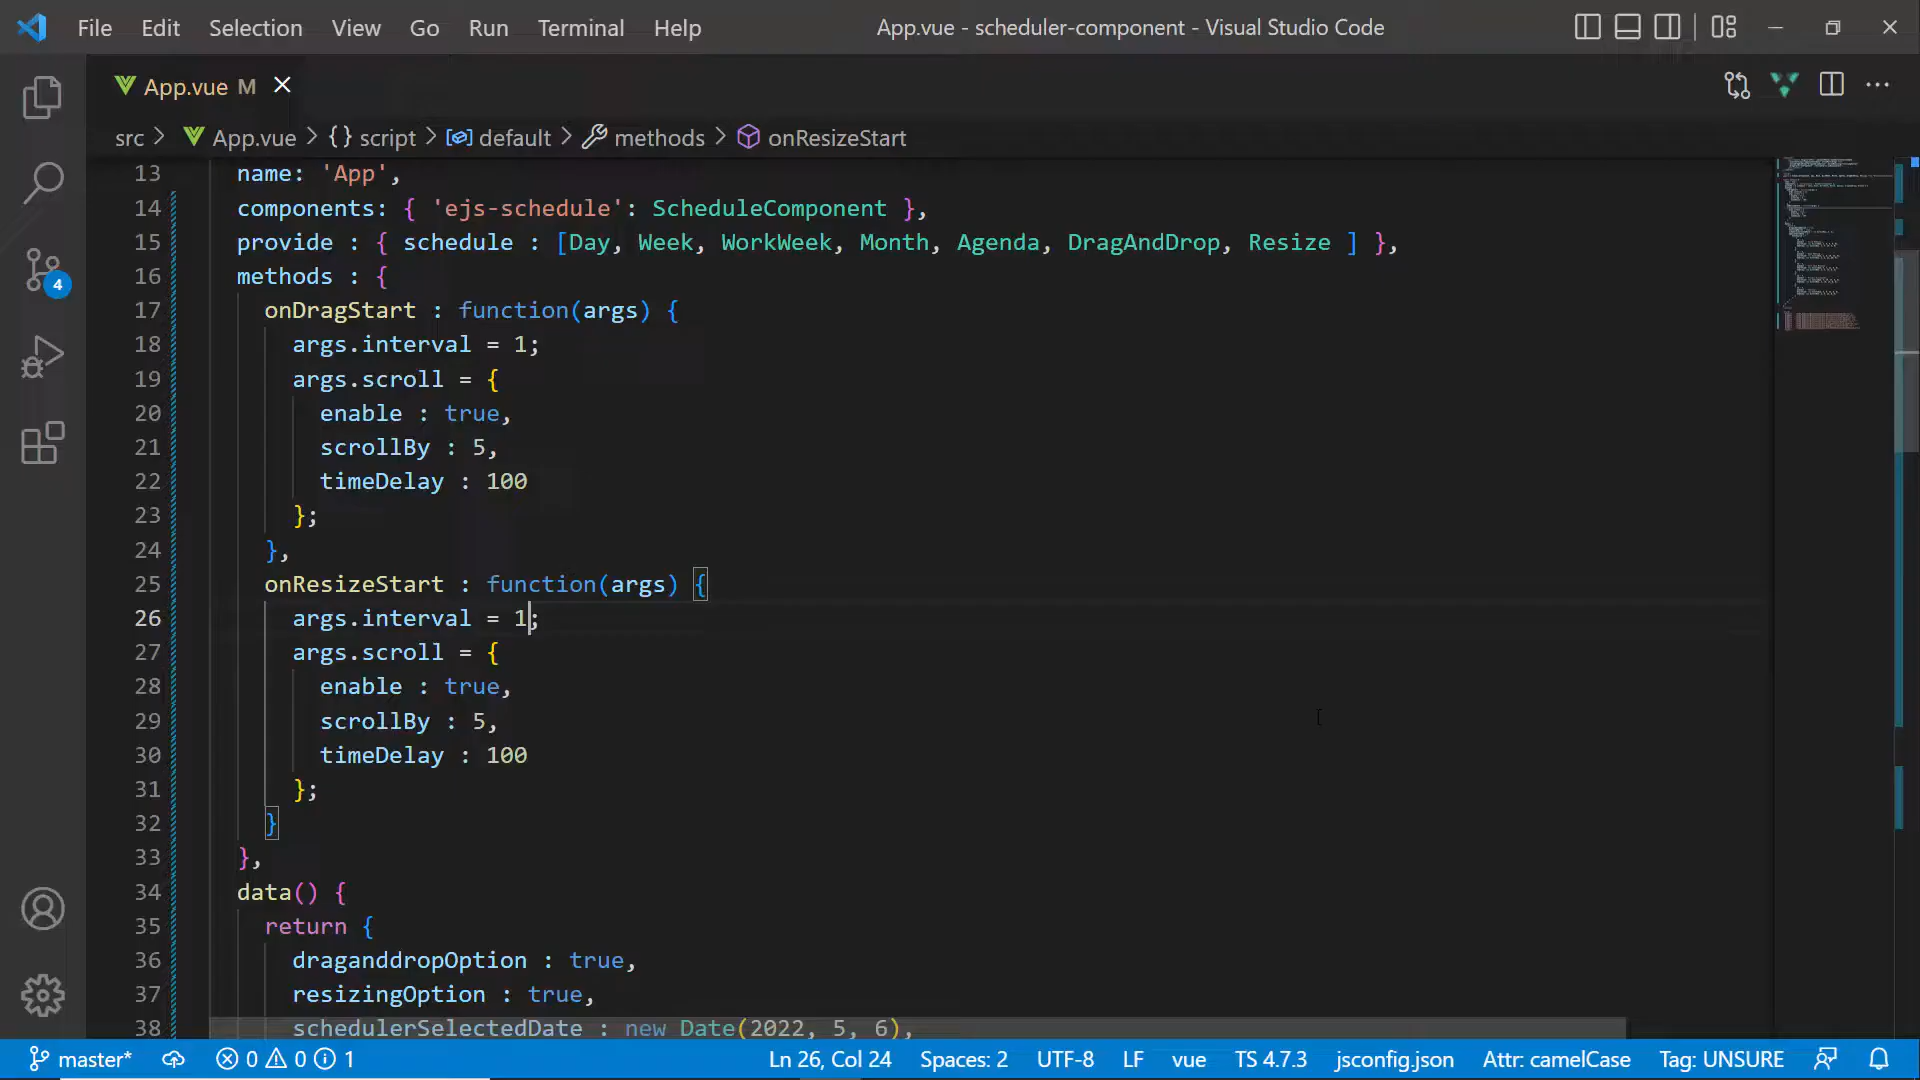 File Edit Selection View Go Run Terminal Help App.vue - scheduler-component - Visual Studio Code
App.vue M
src > App.vue > {} script > default > methods > onResizeStart
13 name: 'App',
14 components: { 'ejs-schedule': ScheduleComponent },
15 provide : { schedule : [Day, Week, WorkWeek, Month, Agenda, DragAndDrop, Resize ] },
16 methods : {
17 onDragStart : function(args) {
18 args.interval = 1;
19 args.scroll = {
20 enable : true,
21 scrollBy : 5,
22 timeDelay : 100
23 };
24 },
25 onResizeStart : function(args) {
26 args.interval = 1;
27 args.scroll = {
28 enable : true,
29 scrollBy : 5,
30 timeDelay : 100
31 };
32 }
33 },
34 data() {
35 return {
36 draganddropOption : true,
37 resizingOption : true,
38 schedulerSelectedDate : new Date(2022, 5, 6),
4
master* 0 0 1 Ln 26, Col 24 Spaces: 2 UTF-8 LF vue TS 4.7.3 jsconfig.json Attr: camelCase Tag: UNSURE